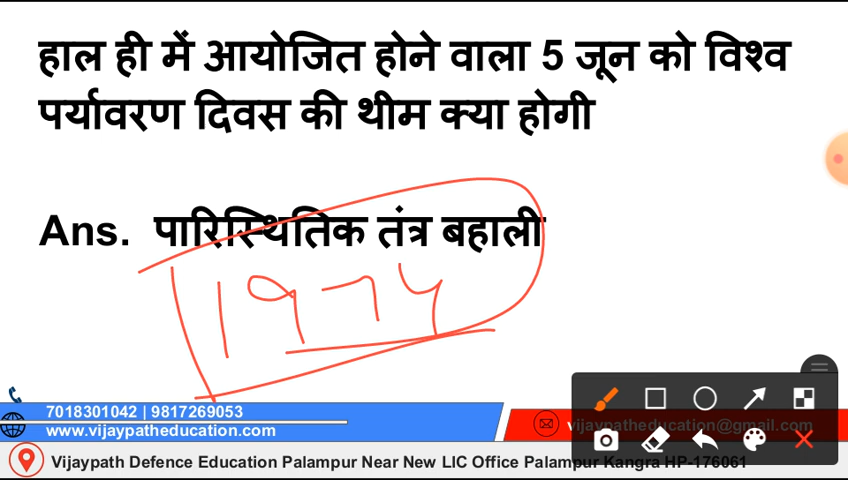 हाल ही में आयोजित होने वाला 5 जून को विश्व
पर्यावरण दिवस की थीम क्या होगी
Ans. पारिस्थितिक तंत्र बहाली
1974
7018301042 | 9817269053
www.vijaypatheducation.com
vijaypatheducation@gmail.com
Vijaypath Defence Education Palampur Near New LIC Office Palampur Kangra HP-176061